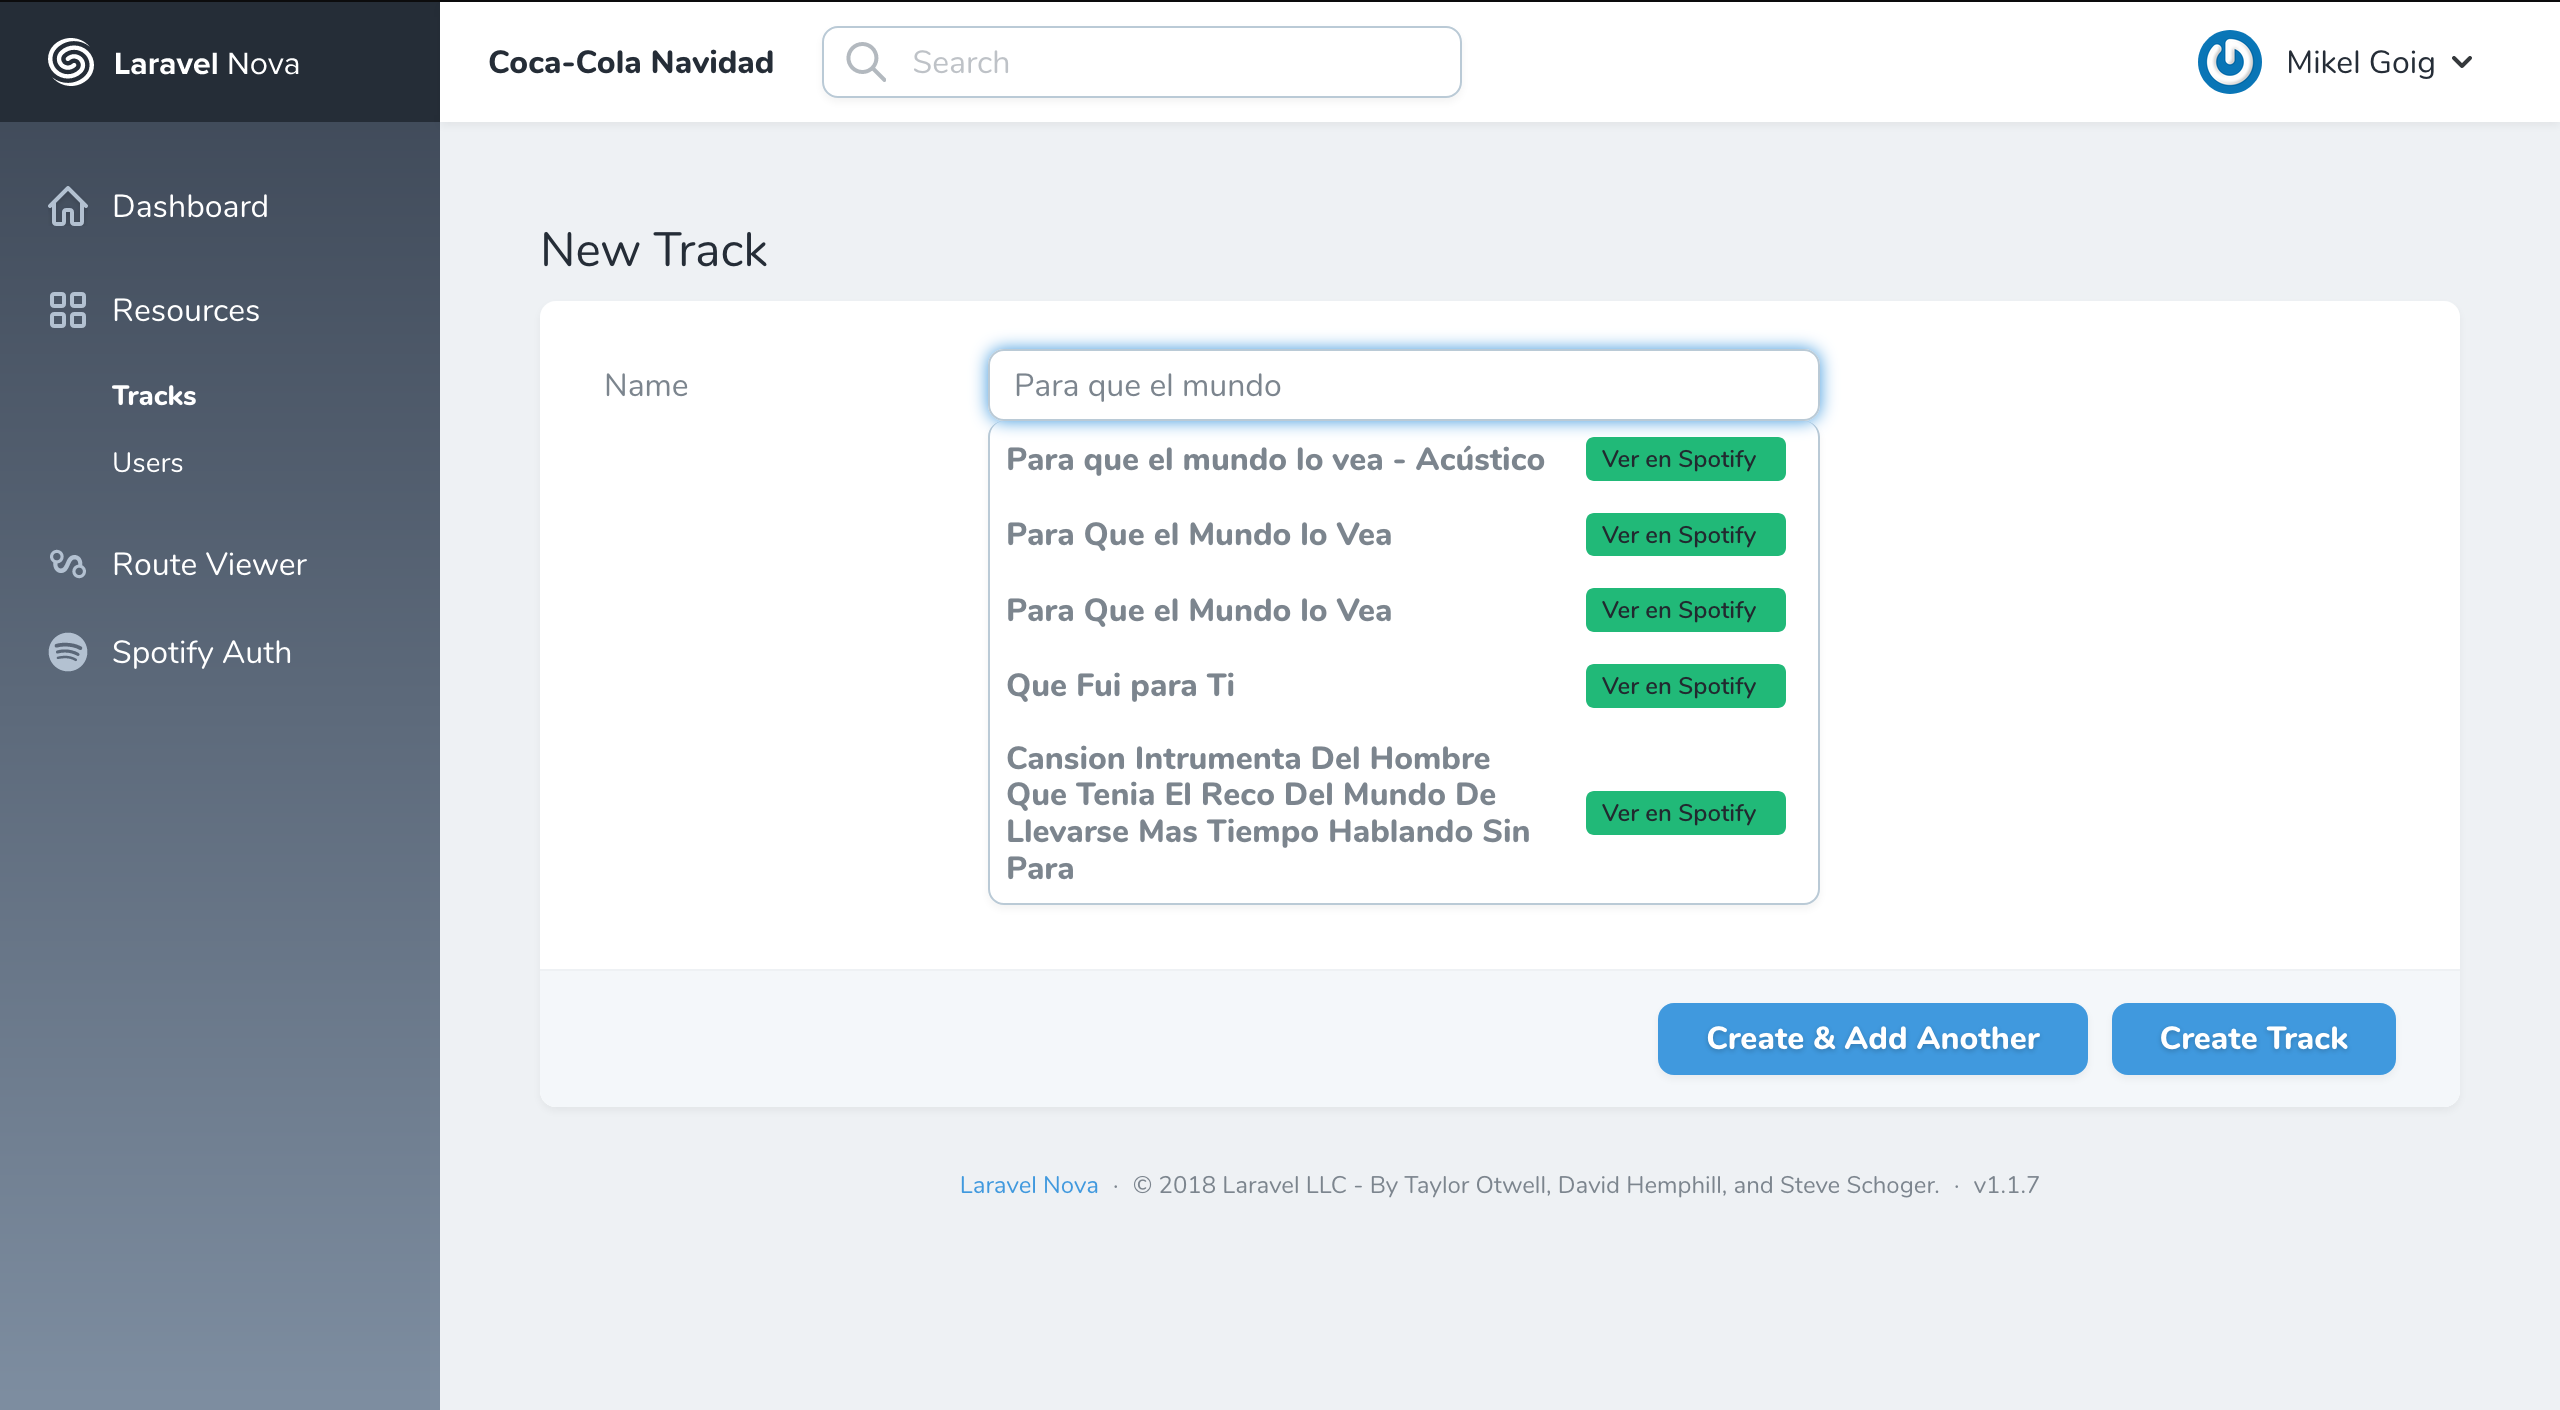 Laravel Nova
Coca-Cola Navidad
Search
Mikel Goig
Dashboard
Resources
Tracks
Users
Route Viewer
Spotify Auth
New Track
Name
Para que el mundo
Para que el mundo lo vea - Acústico
Ver en Spotify
Para Que el Mundo lo Vea
Ver en Spotify
Para Que el Mundo lo Vea
Ver en Spotify
Que Fui para Ti
Ver en Spotify
Cansion Intrumenta Del Hombre
Que Tenia El Reco Del Mundo De
Llevarse Mas Tiempo Hablando Sin
Para
Ver en Spotify
Create & Add Another
Create Track
Laravel Nova · © 2018 Laravel LLC - By Taylor Otwell, David Hemphill, and Steve Schoger. · v1.1.7